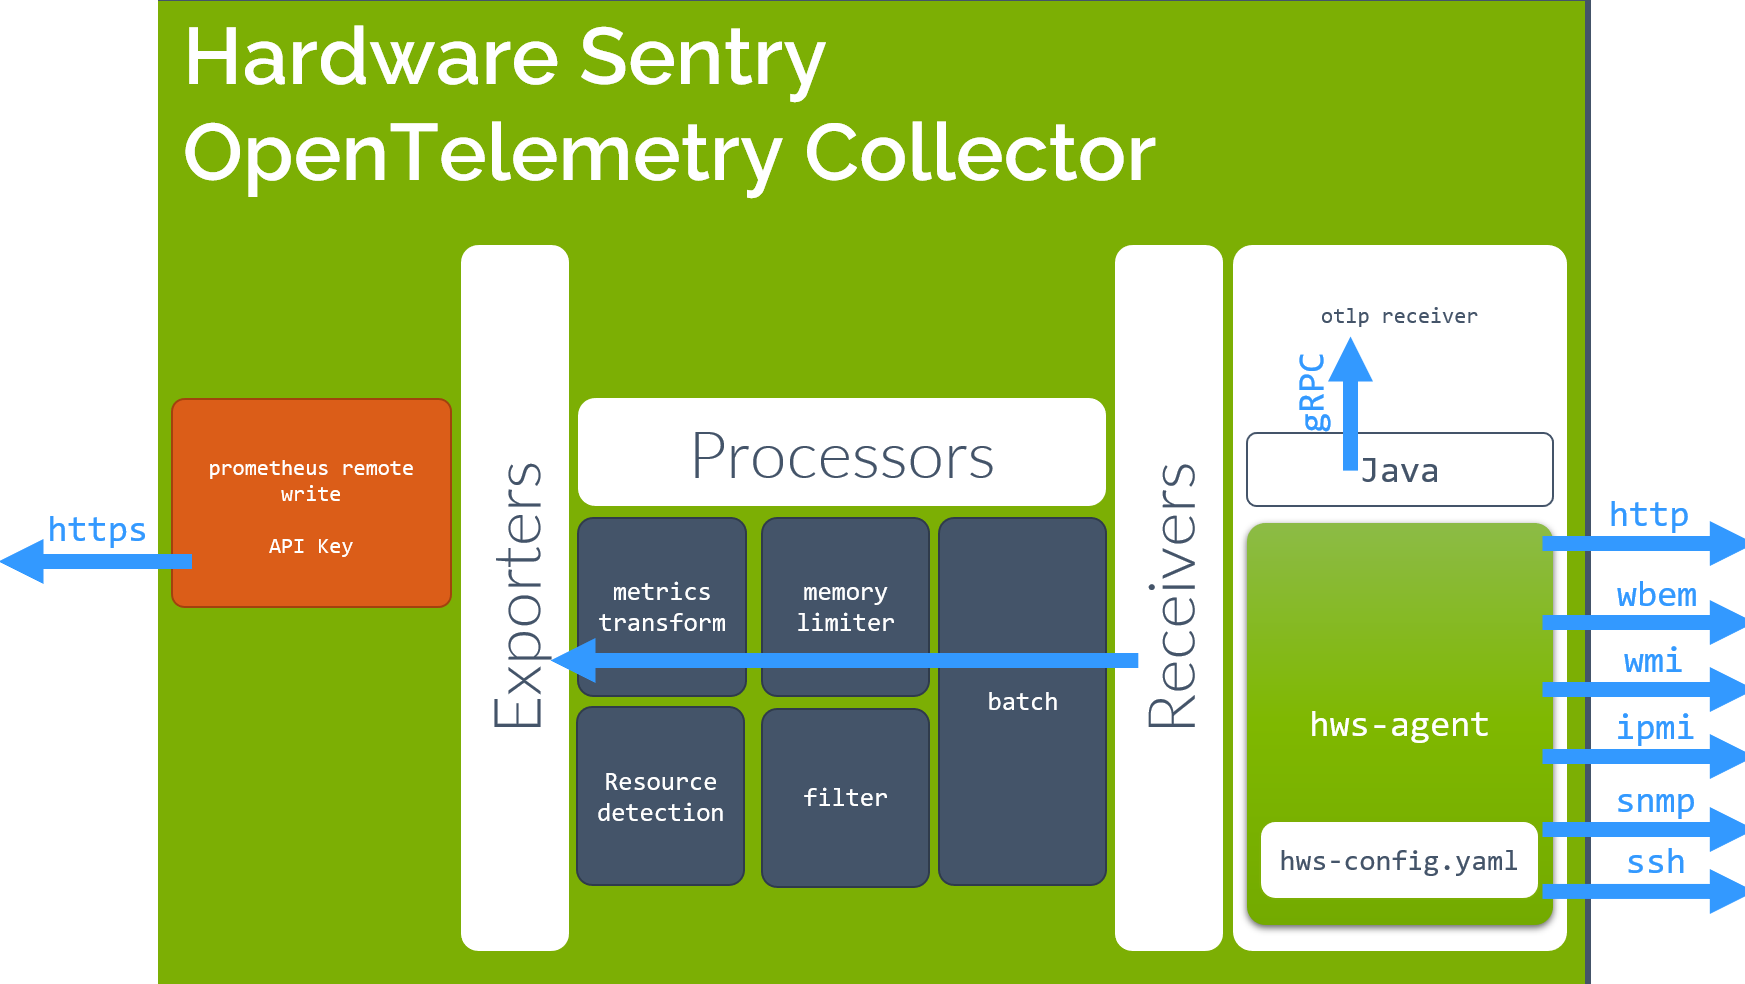 Hardware Sentry
OpenTelemetry Collector
https
prometheus remote
write
API Key
Exporters
Processors
metrics
transform
memory
limiter
batch
Resource
detection
filter
Receivers
otlp receiver
gRPC
Java
hws-agent
hws-config.yaml
http
wbem
wmi
ipmi
snmp
ssh